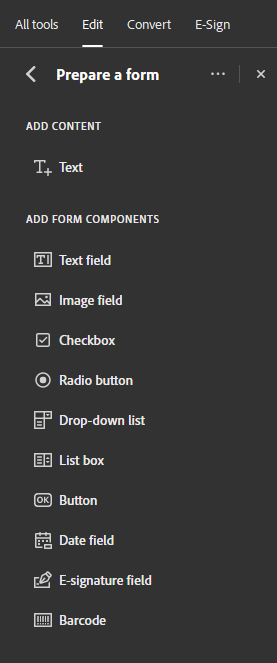 All tools Edit Convert E-Sign
Prepare a form
ADD CONTENT
Text
ADD FORM COMPONENTS
Text field
Image field
Checkbox
Radio button
Drop-down list
List box
OK Button
Date field
E-signature field
Barcode